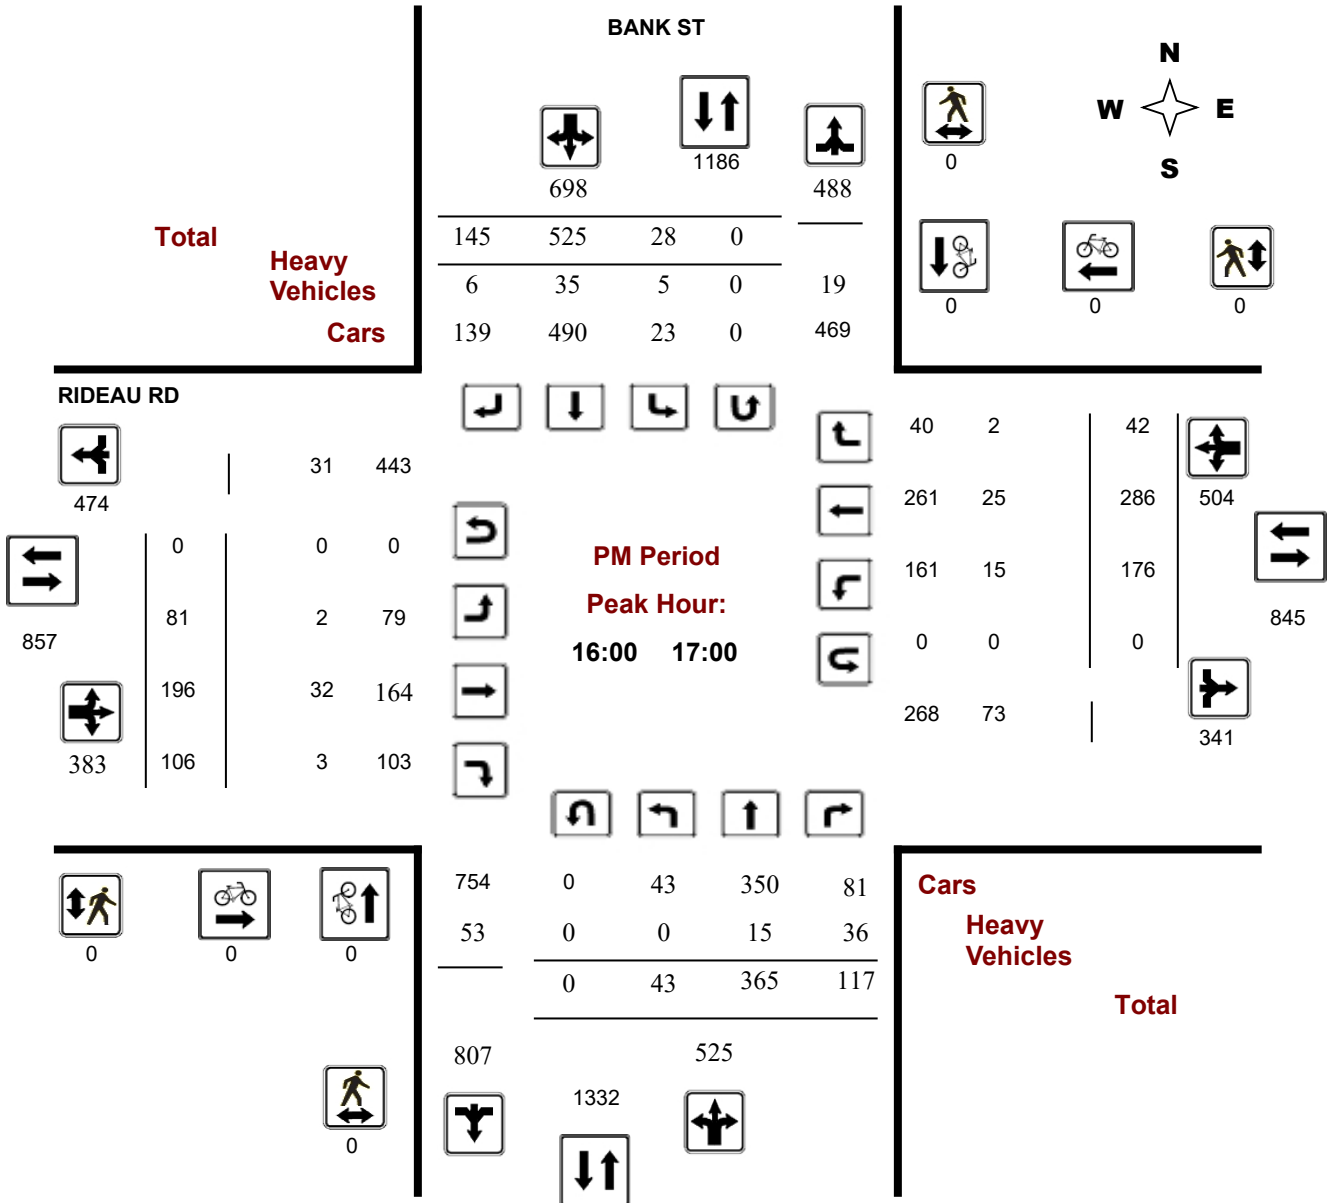 BANK ST
N
W E
S
1186
0
698
488
Total
145 525 28 0
Heavy
Vehicles
6 35 5 0 19
0 0 0
Cars
139 490 23 0 469
RIDEAU RD
40 2 42
31 443
474
261 25 286 504
0 0 0
PM Period
161 15 176
Peak Hour:
81 2 79
845
857
0 0 0
16:00 17:00
196 32 164
268 73
341
383 106 3 103
754 0 43 350 81
Cars
53 0 0 15 36
Heavy
Vehicles
0 0 0
0 43 365 117
Total
807 525
1332
0